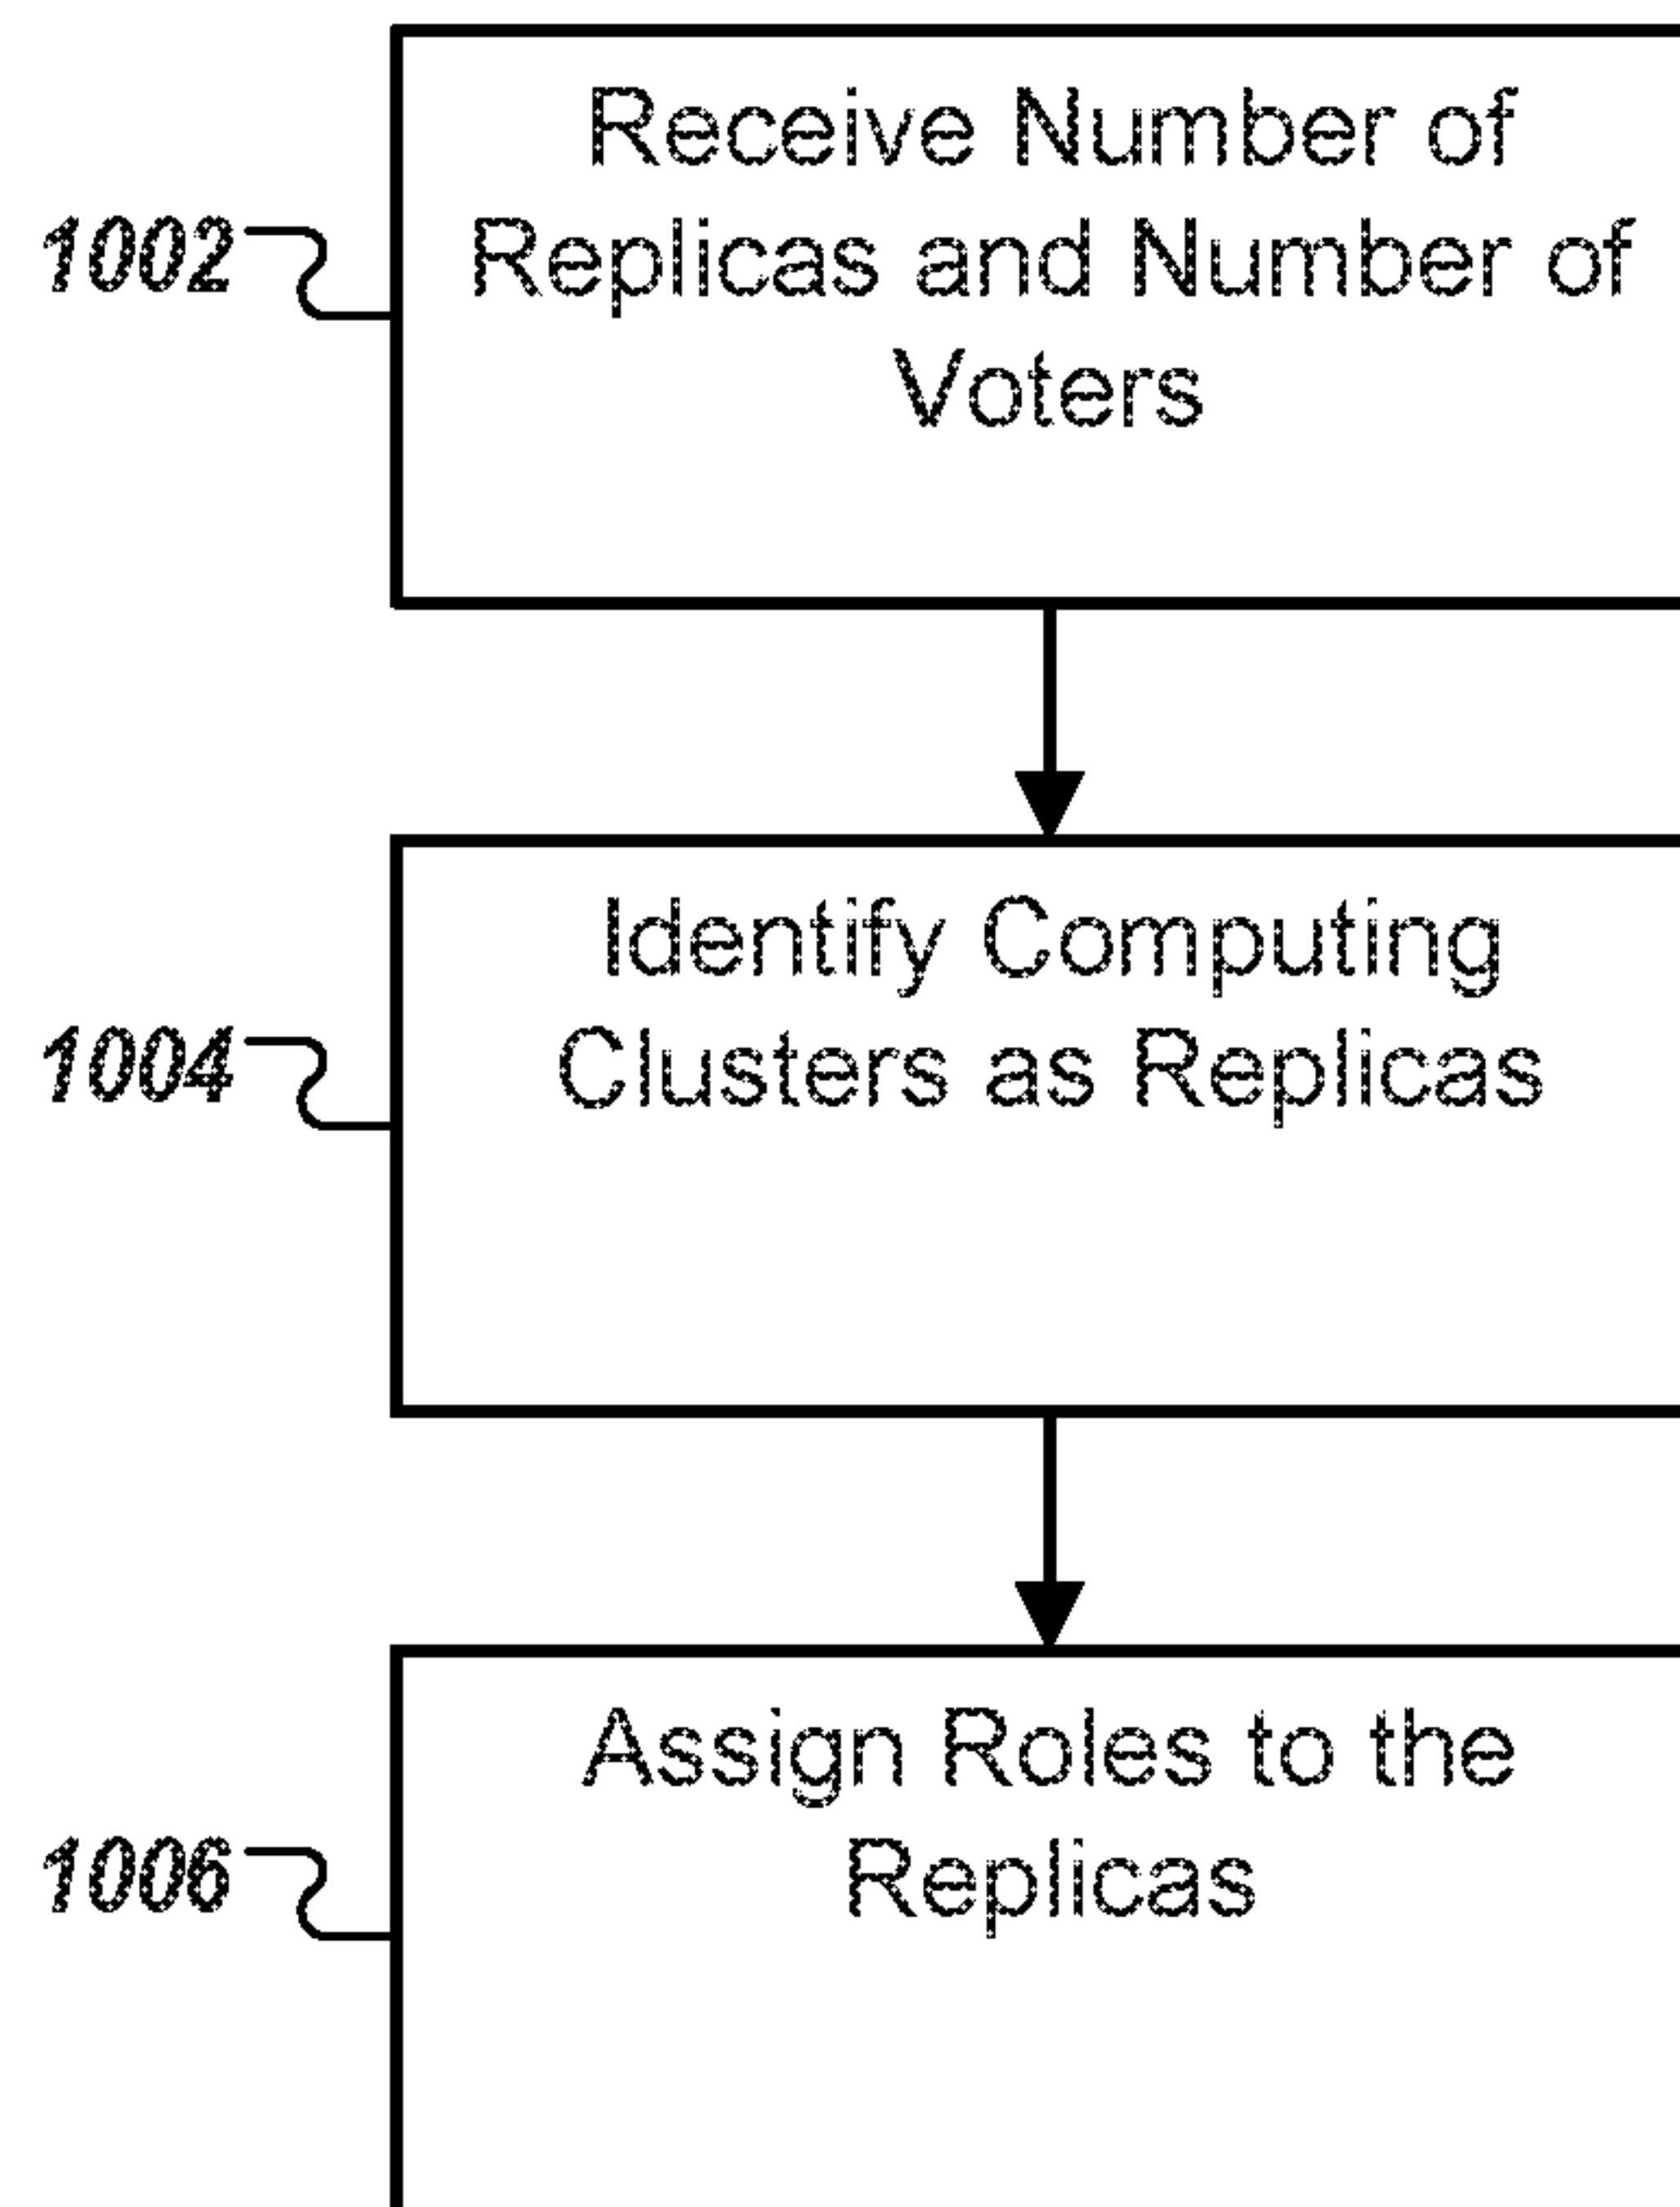 Receive Number of
1002
Replicas and Number of
Voters
Identify Computing
1004
Clusters as Replicas
Assign Roles to the
1006
Replicas